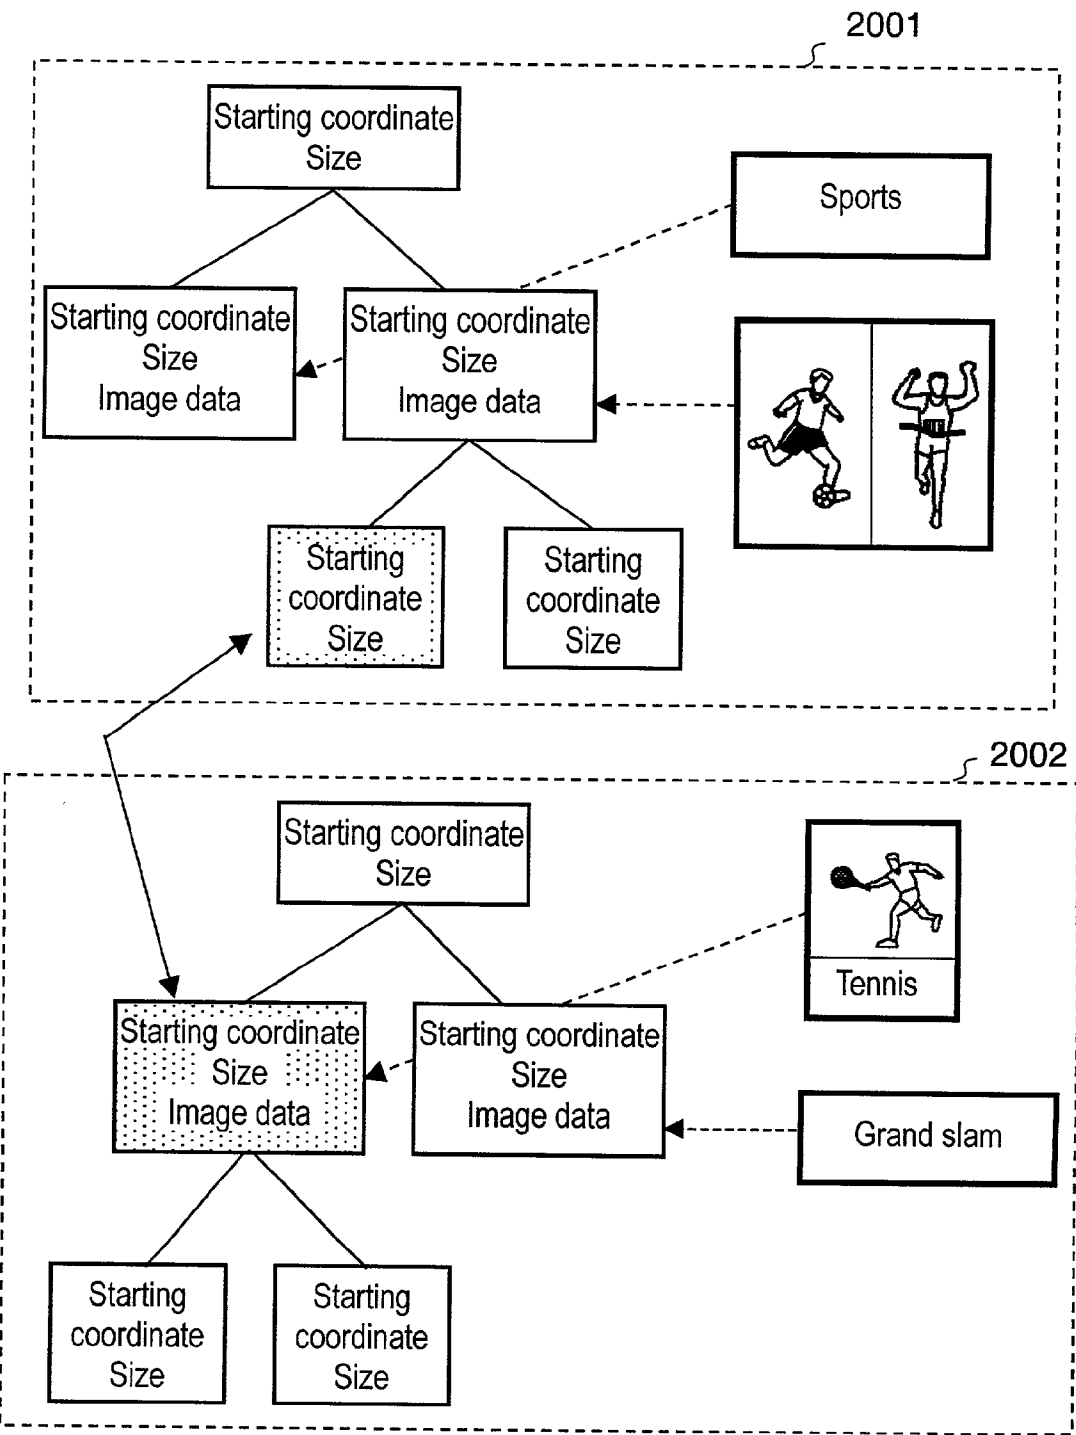 2001
Starting coordinate
Size
Sports
Starting coordinate
Size
Image data
Starting coordinate
Size
Image data
Starting
coordinate
Size
Starting
coordinate
Size
2002
Starting coordinate
Size
Tennis
Starting coordinate
Size
Image data
Starting coordinate
Size
Image data
Grand slam
Starting
coordinate
Size
Starting
coordinate
Size